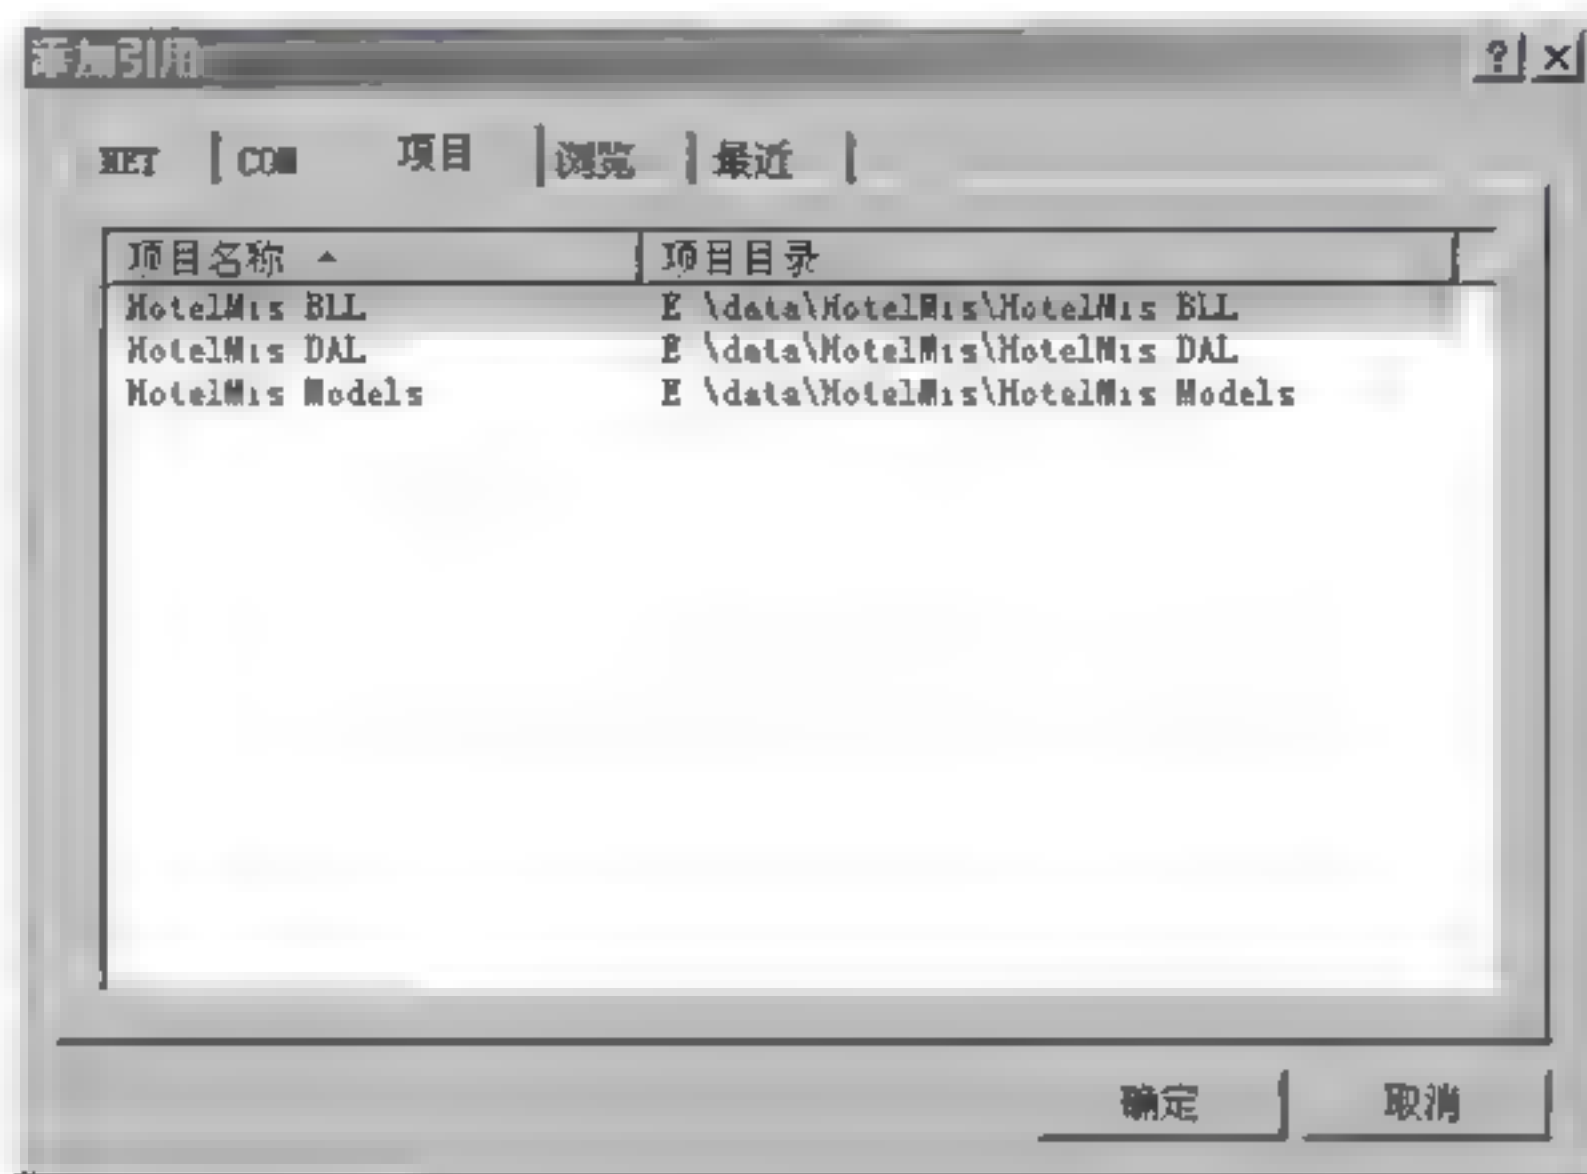 添加引用 ? ×
NET COM 项目 浏览 最近
项目名称 项目目录
HotelMis BLL E \data\HotelMis\HotelMis BLL
HotelMis DAL E \data\HotelMis\HotelMis DAL
HotelMis Models E \data\HotelMis\HotelMis Models
确定 取消